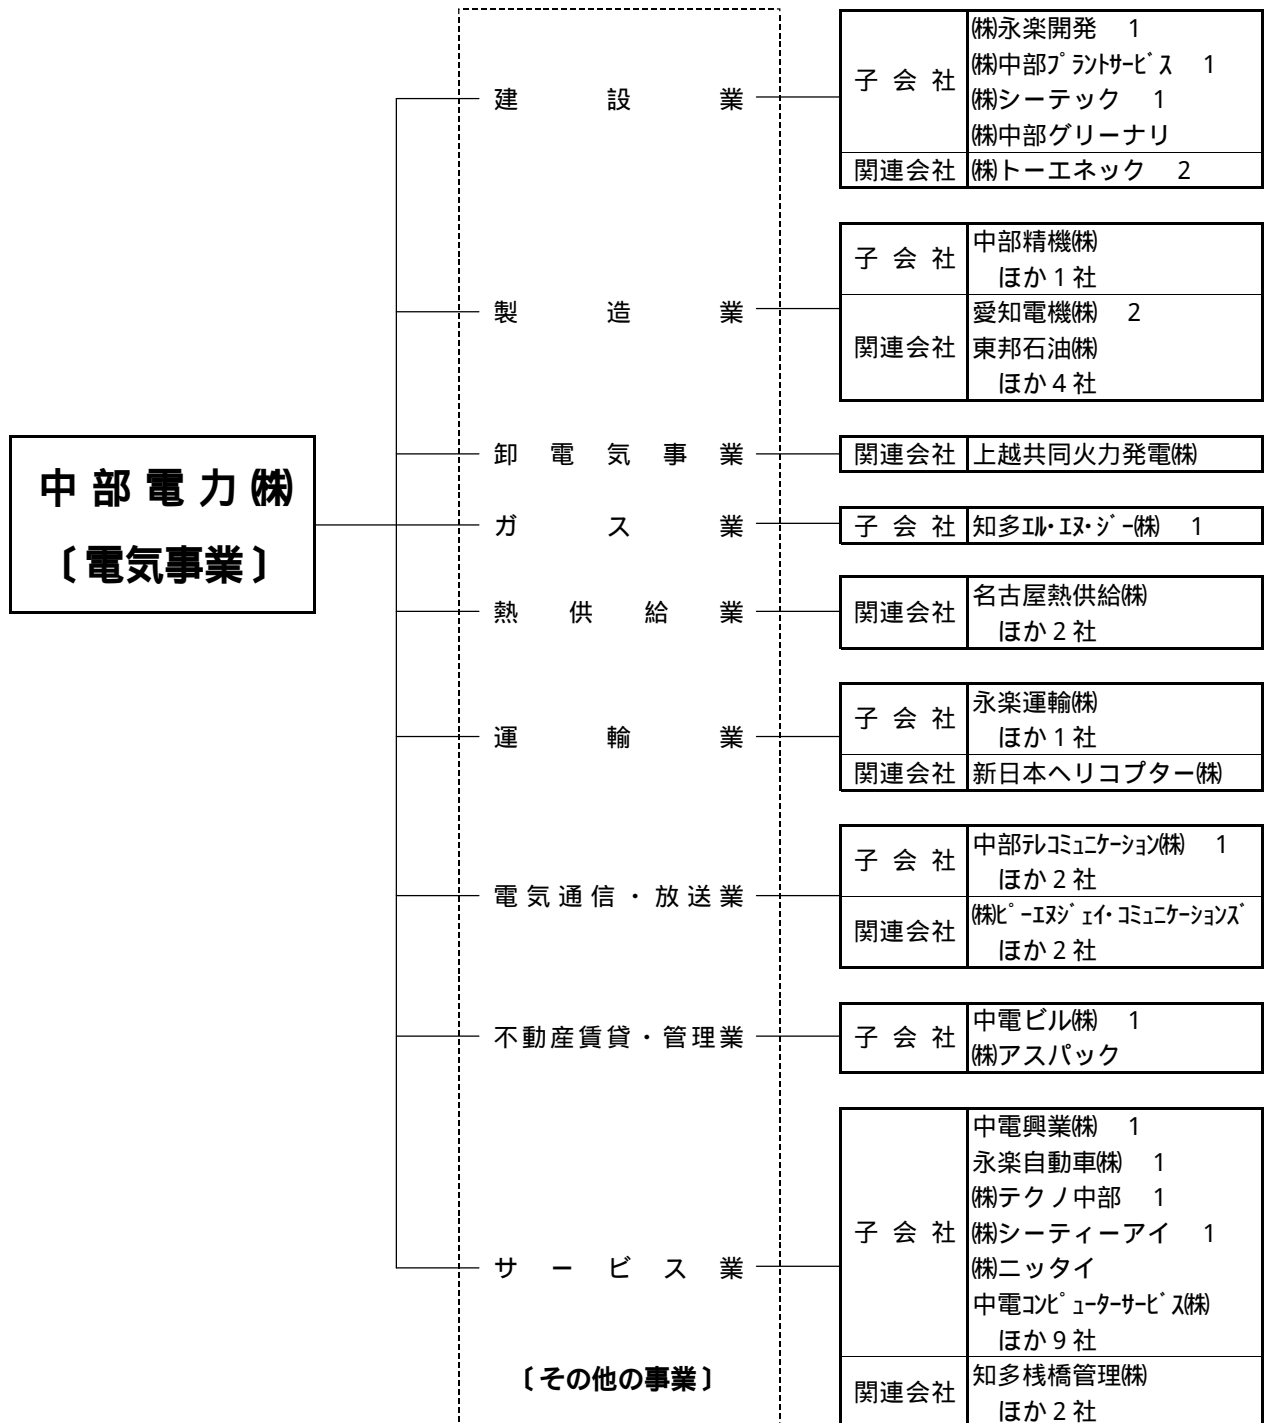 中部電力㈱
〔電気事業〕
建設業
子会社
㈱永楽開発 1
㈱中部プラントサービス 1
㈱シーテック 1
㈱中部グリーナリ
関連会社
㈱トーエネック 2
製造業
子会社
中部精機㈱
ほか1社
関連会社
愛知電機㈱ 2
東邦石油㈱
ほか4社
卸電気事業
関連会社
上越共同火力発電㈱
ガス業
子会社
知多エル・エヌ・ジー㈱ 1
熱供給業
関連会社
名古屋熱供給㈱
ほか2社
運輸業
子会社
永楽運輸㈱
ほか1社
関連会社
新日本ヘリコプター㈱
電気通信・放送業
子会社
中部テレコミュニケーション㈱ 1
ほか2社
関連会社
㈱ピーエヌジェイ・コミュニケーションズ
ほか2社
不動産賃貸・管理業
子会社
中電ビル㈱ 1
㈱アスパック
サービス業
子会社
中電興業㈱ 1
永楽自動車㈱ 1
㈱テクノ中部 1
㈱シーティーアイ 1
㈱ニッタイ
中電コンピューターサービス㈱
ほか9社
関連会社
知多桟橋管理㈱
ほか2社
〔その他の事業〕